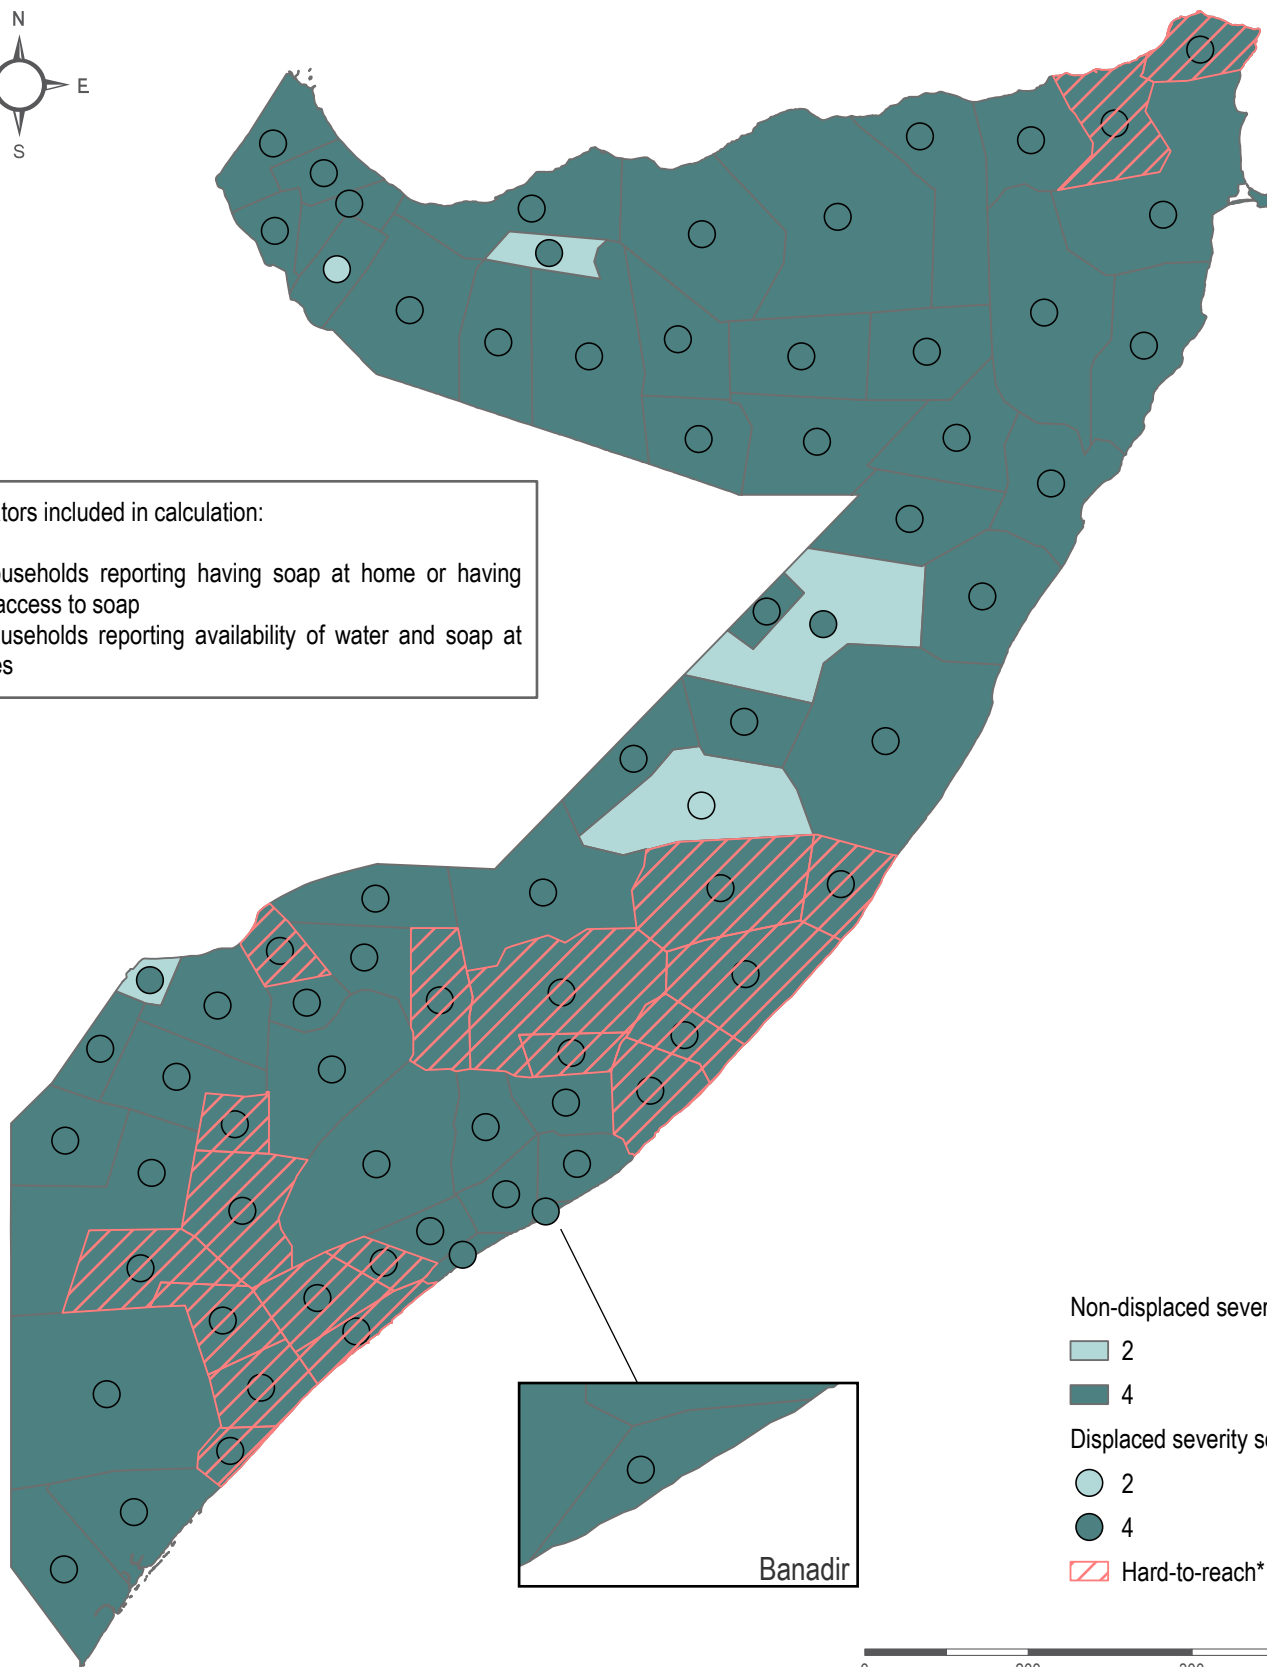 N
E
S
tors included in calculation:
useholds reporting having soap at home or having
access to soap
useholds reporting availability of water and soap at
es
Non-displaced sever
2
4
Displaced severity s
2
4
Hard-to-reach*
Banadir